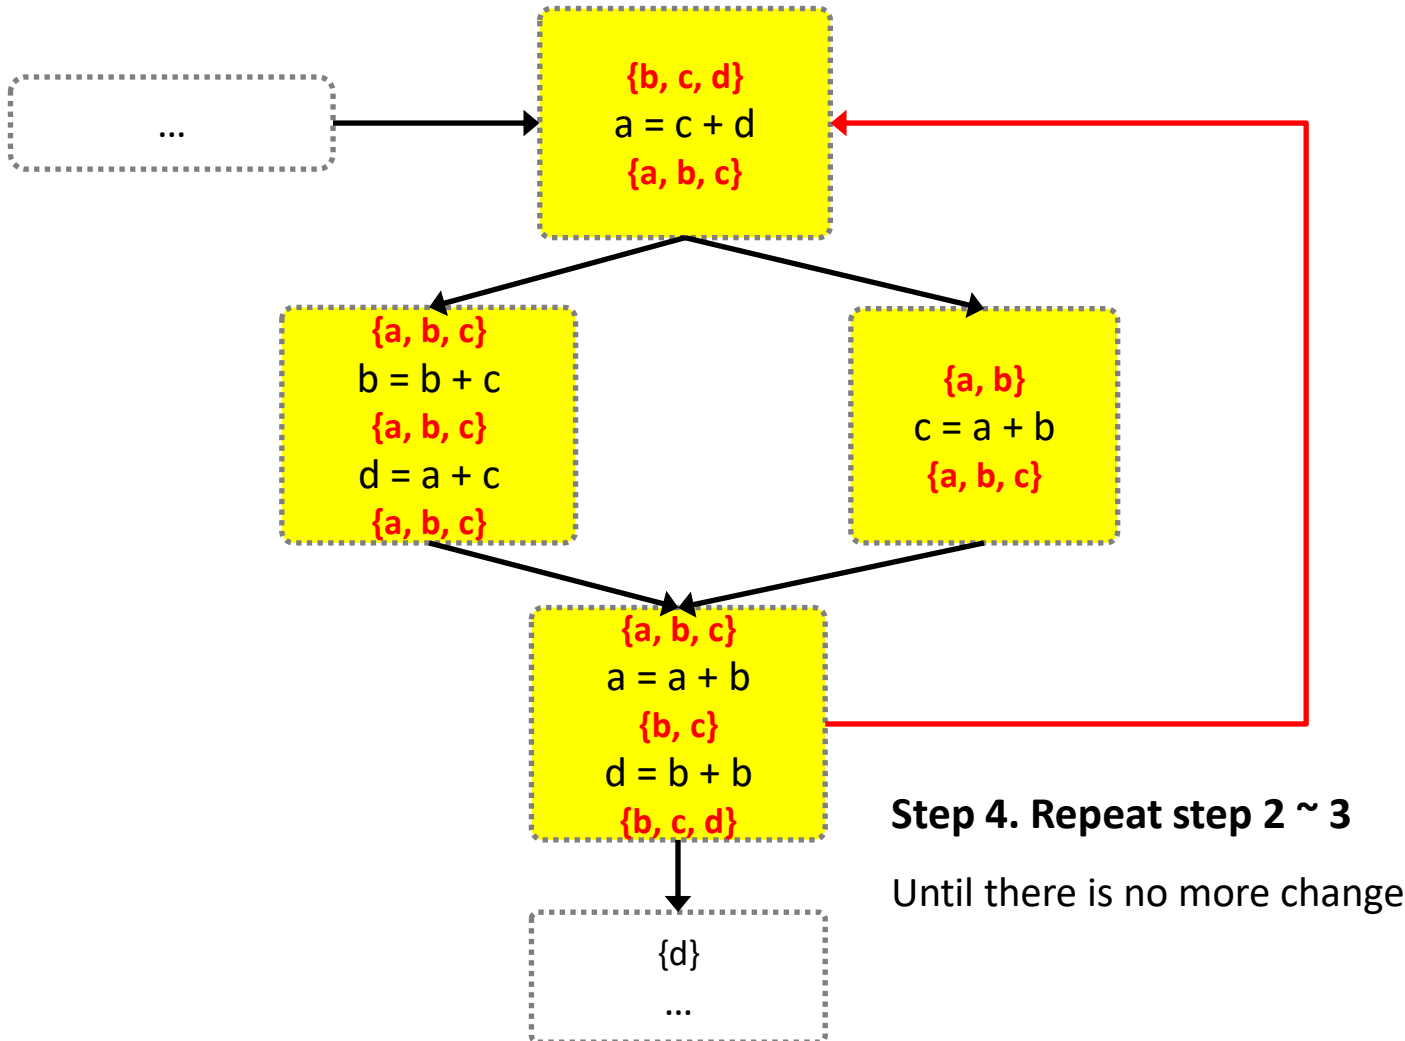 ...
{b, c, d}
a = c + d
{a, b, c}
{a, b, c}
b = b + c
{a, b, c}
d = a + c
{a, b, c}
{a, b}
c = a + b
{a, b, c}
{a, b, c}
a = a + b
{b, c}
d = b + b
{b, c, d}
Step 4. Repeat step 2 ~ 3
Until there is no more change
{d}
...